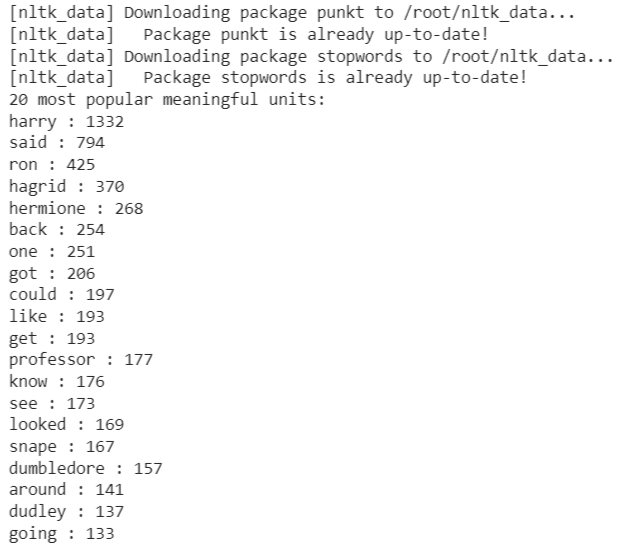 [nltk_data] Downloading package punkt to /root/nltk_data...
[nltk_data]   Package punkt is already up-to-date!
[nltk_data] Downloading package stopwords to /root/nltk_data...
[nltk_data]   Package stopwords is already up-to-date!
20 most popular meaningful units:
harry : 1332
said : 794
ron : 425
hagrid : 370
hermione : 268
back : 254
one : 251
got : 206
could : 197
like : 193
get : 193
professor : 177
know : 176
see : 173
looked : 169
snape : 167
dumbledore : 157
around : 141
dudley : 137
going : 133